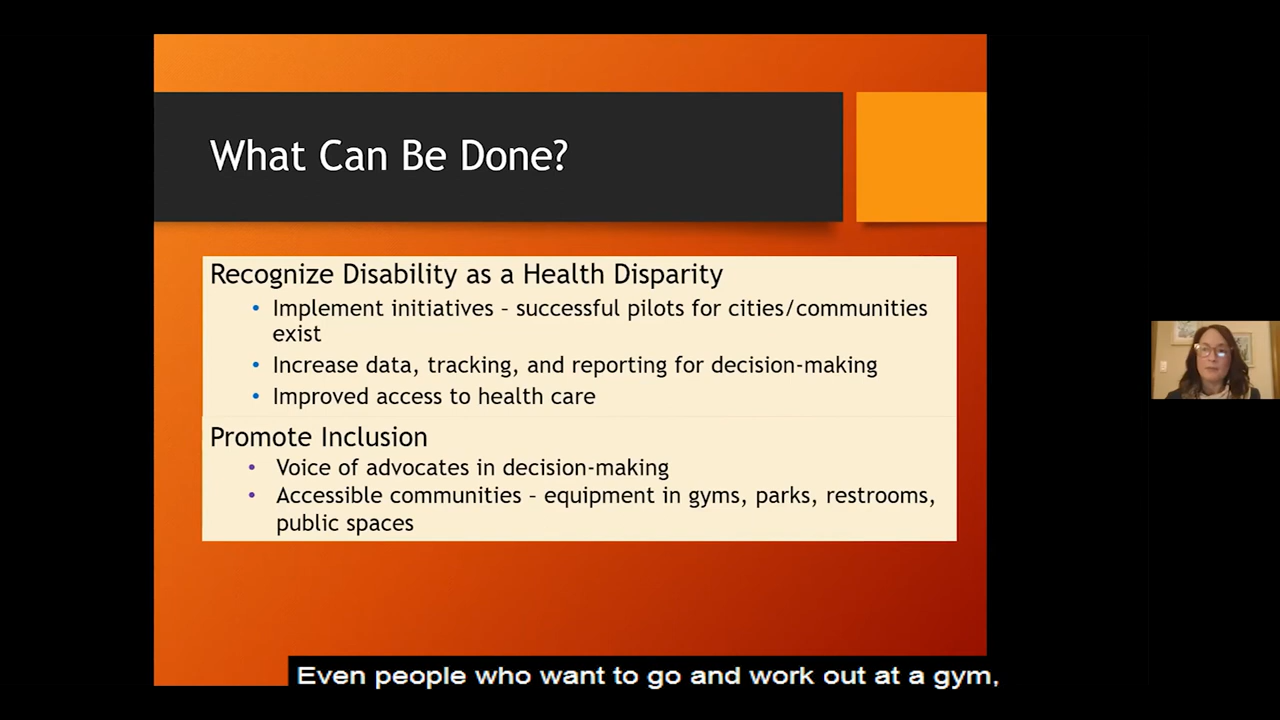 What Can Be Done?
Recognize Disability as a Health Disparity
• Implement initiatives – successful pilots for cities/communities
exist
• Increase data, tracking, and reporting for decision-making
• Improved access to health care
Promote Inclusion
• Voice of advocates in decision-making
• Accessible communities – equipment in gyms, parks, restrooms,
public spaces
Even people who want to go and work out at a gym,